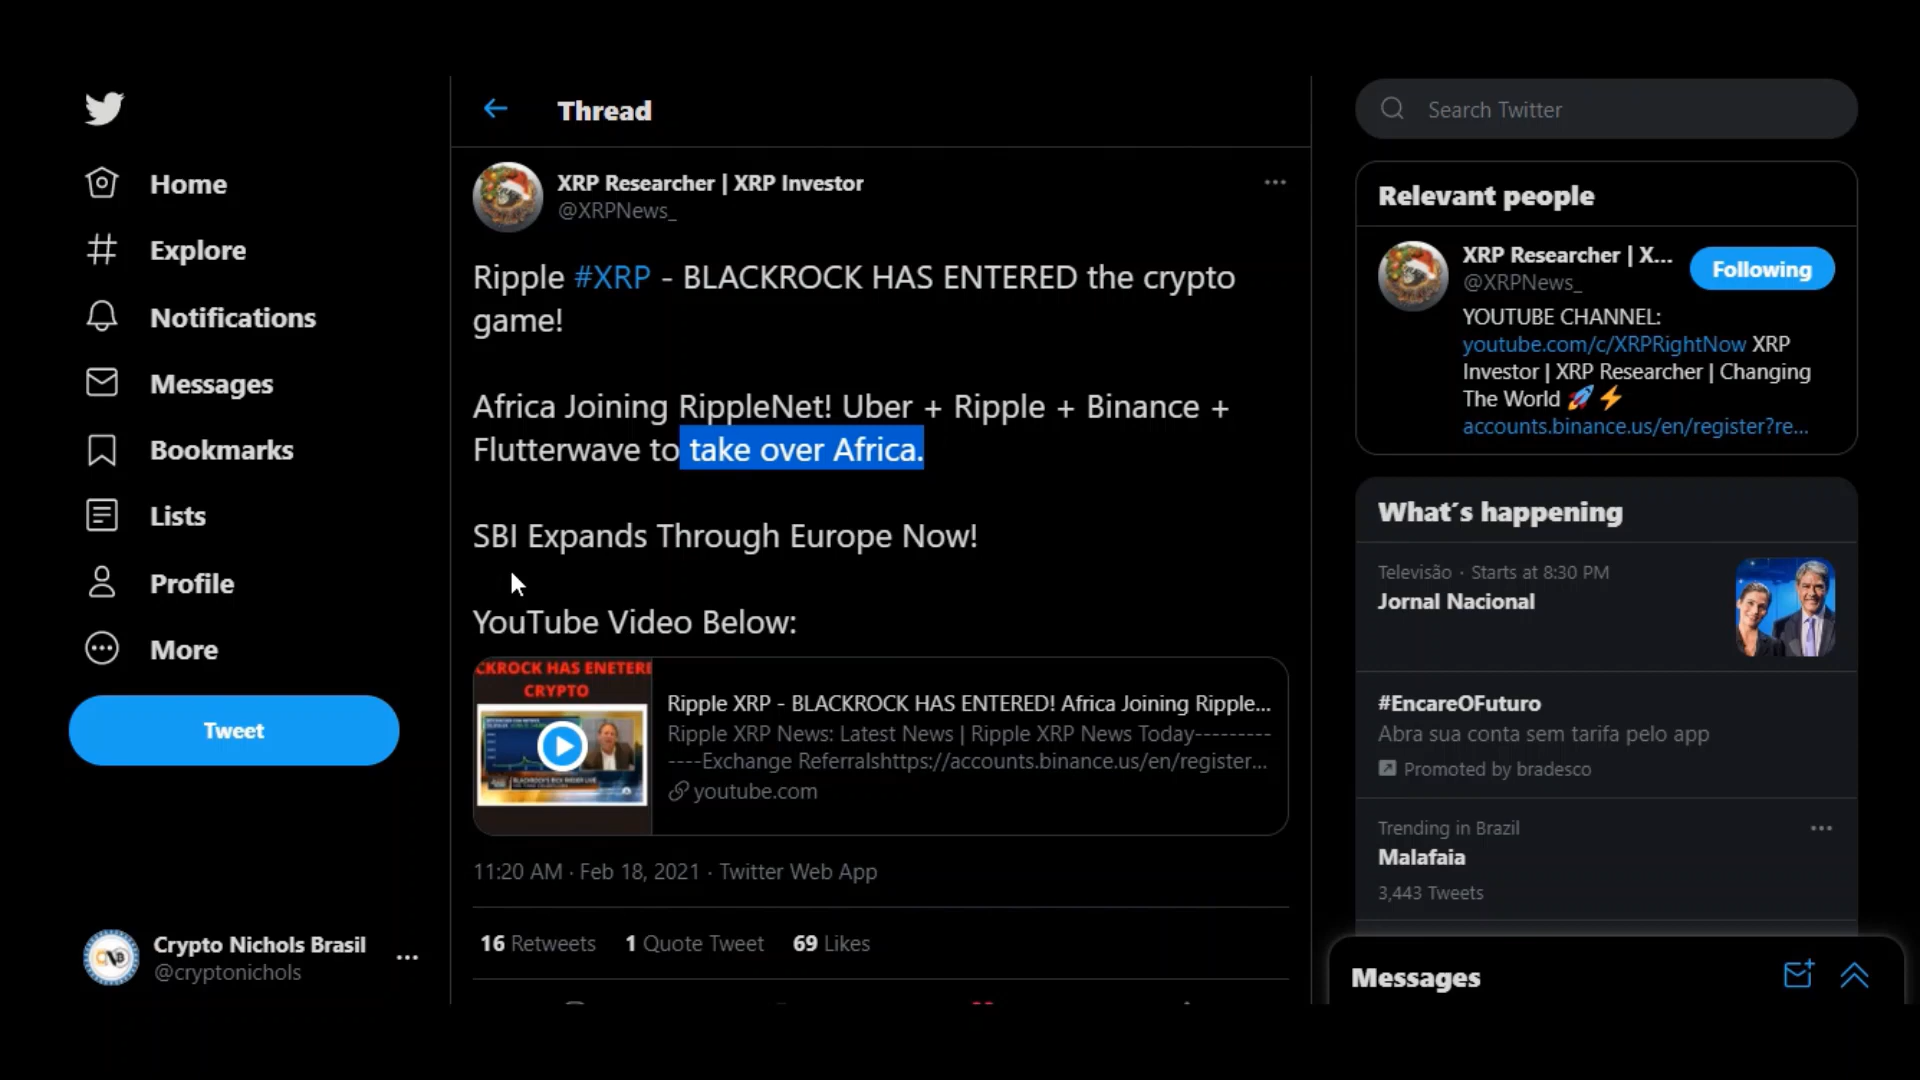 Home
Explore
Notifications
Messages
Bookmarks
Lists
Profile
More
Tweet
Crypto Nichols Brasil
@cryptonichols
Thread
XRP Researcher | XRP Investor
@XRPNews_
Ripple #XRP - BLACKROCK HAS ENTERED the crypto
game!
Africa Joining RippleNet! Uber + Ripple + Binance +
Flutterwave to take over Africa.
SBI Expands Through Europe Now!
YouTube Video Below:
CKROCK HAS ENETERE
CRYPTO
Ripple XRP - BLACKROCK HAS ENTERED! Africa Joining Ripple...
Ripple XRP News: Latest News | Ripple XRP News Today---------
----Exchange Referralshttps://accounts.binance.us/en/register...
youtube.com
11:20 AM · Feb 18, 2021 · Twitter Web App
16 Retweets 1 Quote Tweet 69 Likes
Search Twitter
Relevant people
XRP Researcher | X...
@XRPNews_
Following
YOUTUBE CHANNEL:
youtube.com/c/XRPRightNow XRP
Investor | XRP Researcher | Changing
The World 🚀⚡
accounts.binance.us/en/register?re...
What´s happening
Televisão · Starts at 8:30 PM
Jornal Nacional
#EncareOFuturo
Abra sua conta sem tarifa pelo app
Promoted by bradesco
Trending in Brazil
Malafaia
3,443 Tweets
Messages